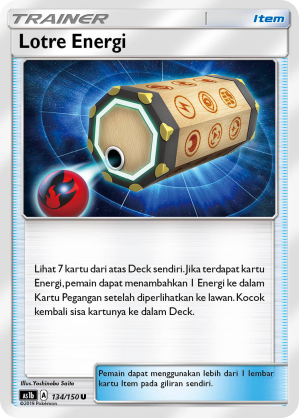 TRAINER Item
Lotre Energi
Lihat 7 kartu dari atas Deck sendiri. Jika terdapat kartu
Energi, pemain dapat menambahkan 1 Energi ke dalam
Kartu Pegangan setelah diperlihatkan ke lawan. Kocok
kembali sisa kartunya ke dalam Deck.
Pemain dapat menggunakan lebih dari 1 lembar
kartu Item pada giliran sendiri.
Illus. Yoshinobu Saito
AS1b A 134/150 U
©2019 Pokémon